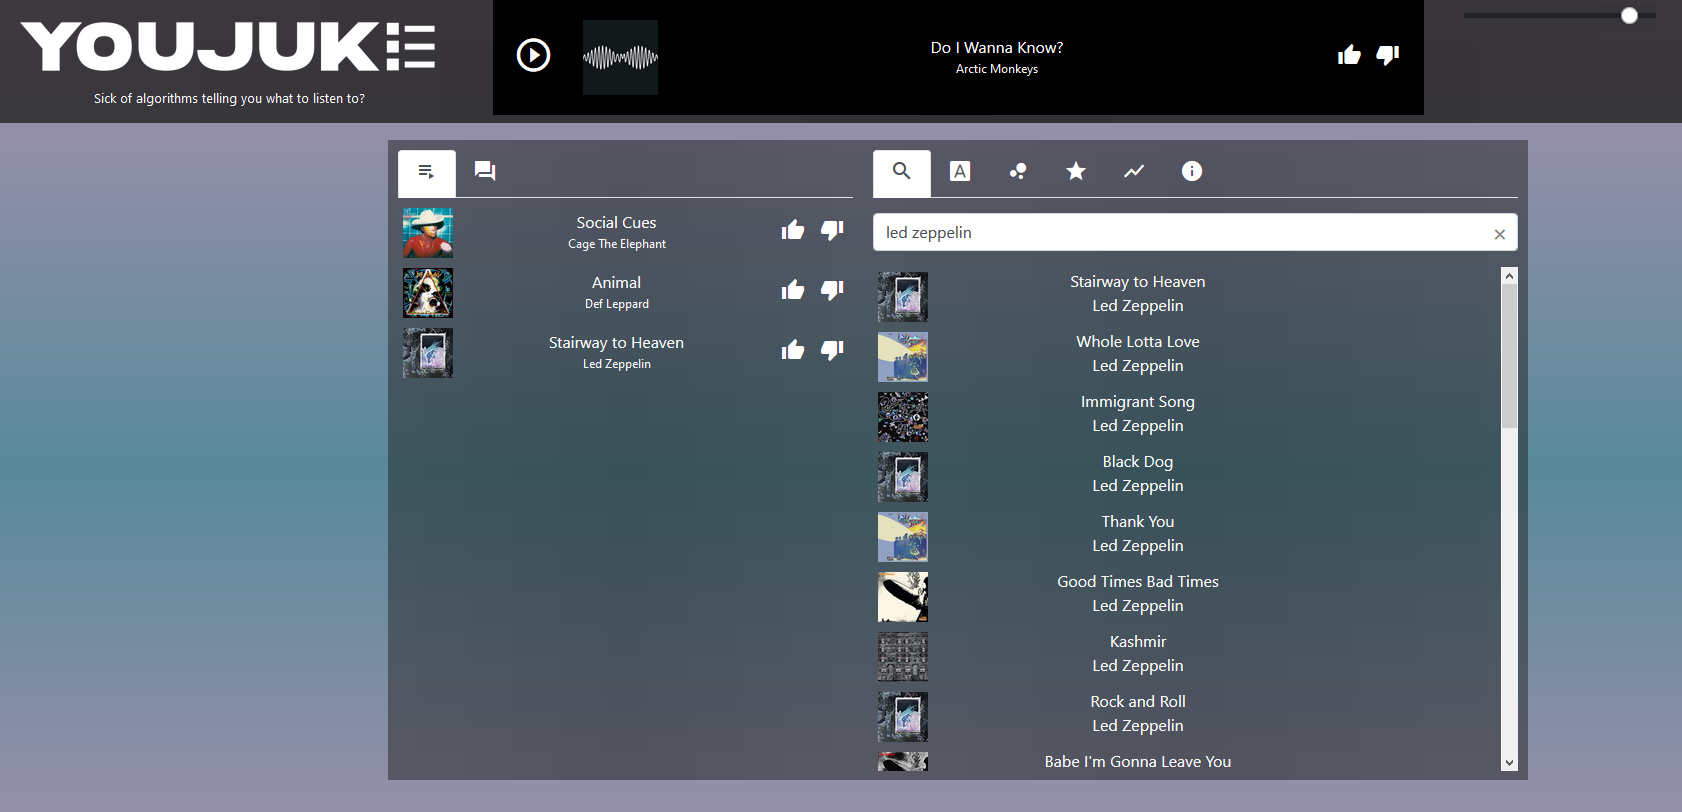 YOUJUKE
Sick of algorithms telling you what to listen to?
Do I Wanna Know?
Arctic Monkeys
Social Cues
Cage The Elephant
Animal
Def Leppard
Stairway to Heaven
Led Zeppelin
A
led zeppelin
Stairway to Heaven
Led Zeppelin
Whole Lotta Love
Led Zeppelin
Immigrant Song
Led Zeppelin
Black Dog
Led Zeppelin
Thank You
Led Zeppelin
Good Times Bad Times
Led Zeppelin
Kashmir
Led Zeppelin
Rock and Roll
Led Zeppelin
Babe I'm Gonna Leave You